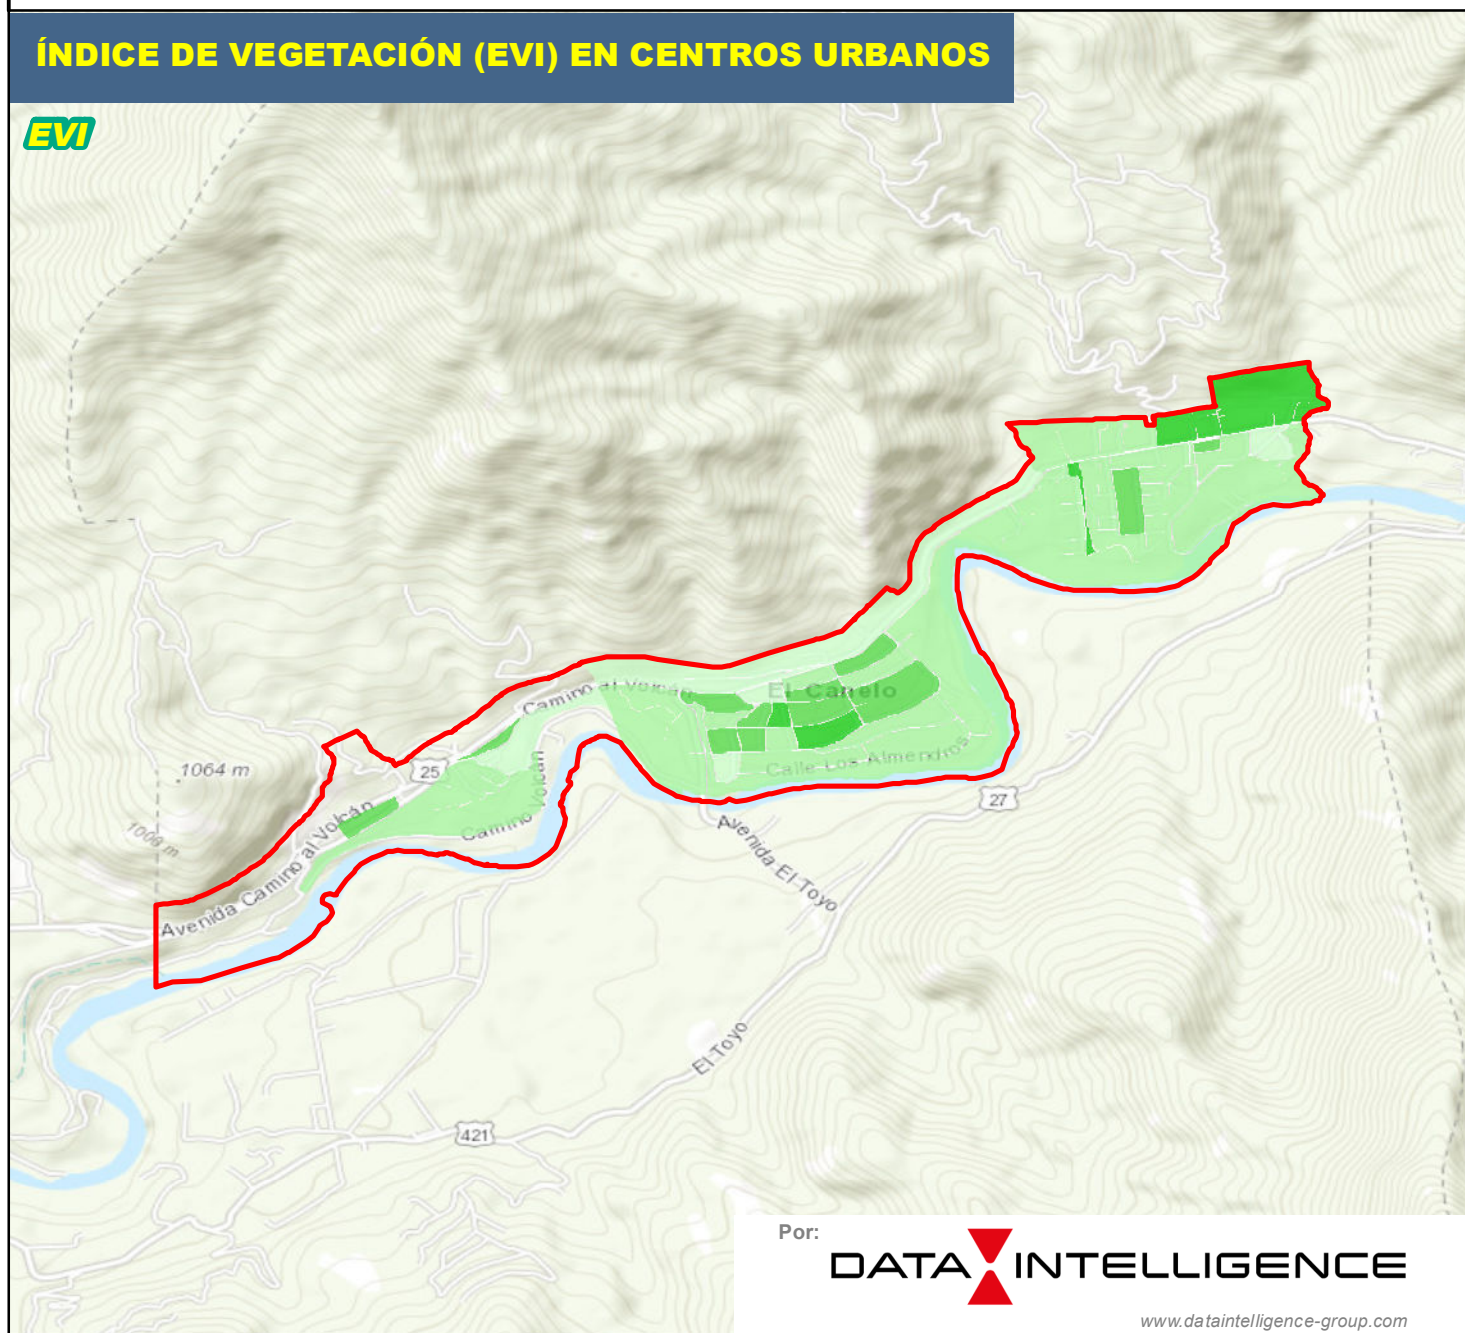 ÍNDICE DE VEGETACIÓN (EVI) EN CENTROS URBANOS
EVI
Camino al Volcán
El Canelo
Calle Los Almendros
25
1064 m
1000 m
Camino Volcán
Avenida Camino al Volcán
27
Avenida El Toyo
El Toyo
421
Por:
DATA INTELLIGENCE
www.dataintelligence-group.com